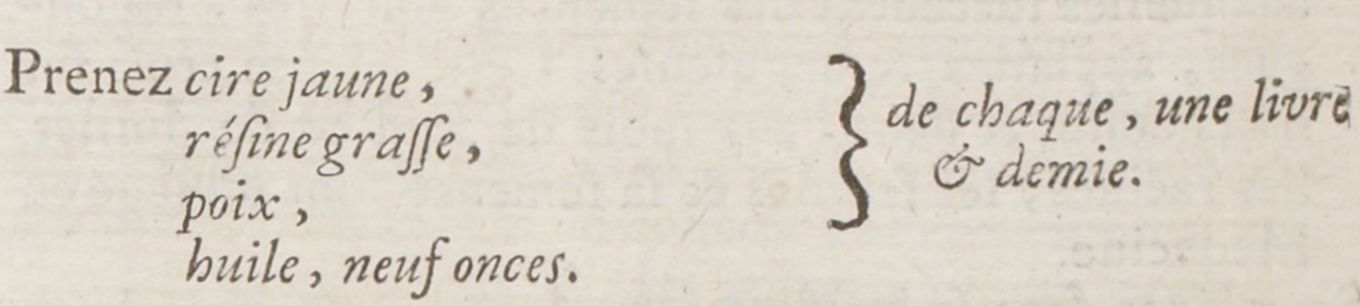 Prenez cire jaune,
réſine graſſe,
poix,
huile, neuf onces.
} de chaque, une livre
& demie.